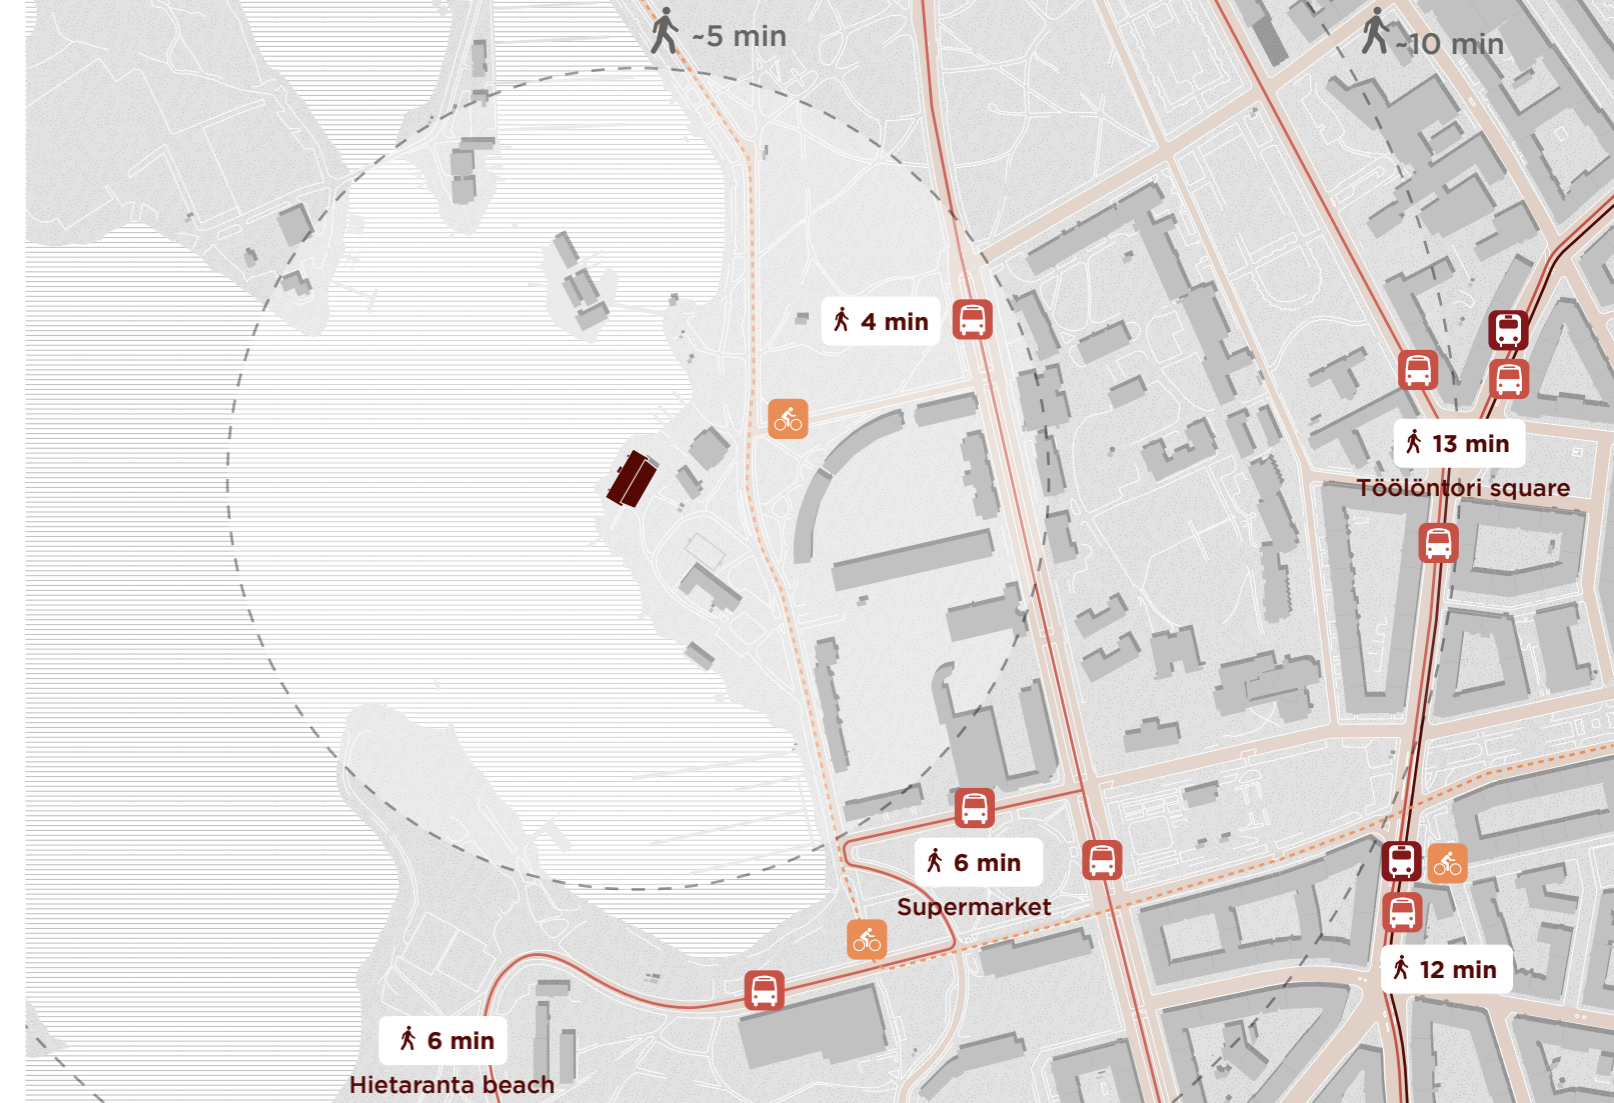 ~5 min
~10 min
4 min
13 min
Töölöntori square
6 min
Supermarket
12 min
6 min
Hietaranta beach